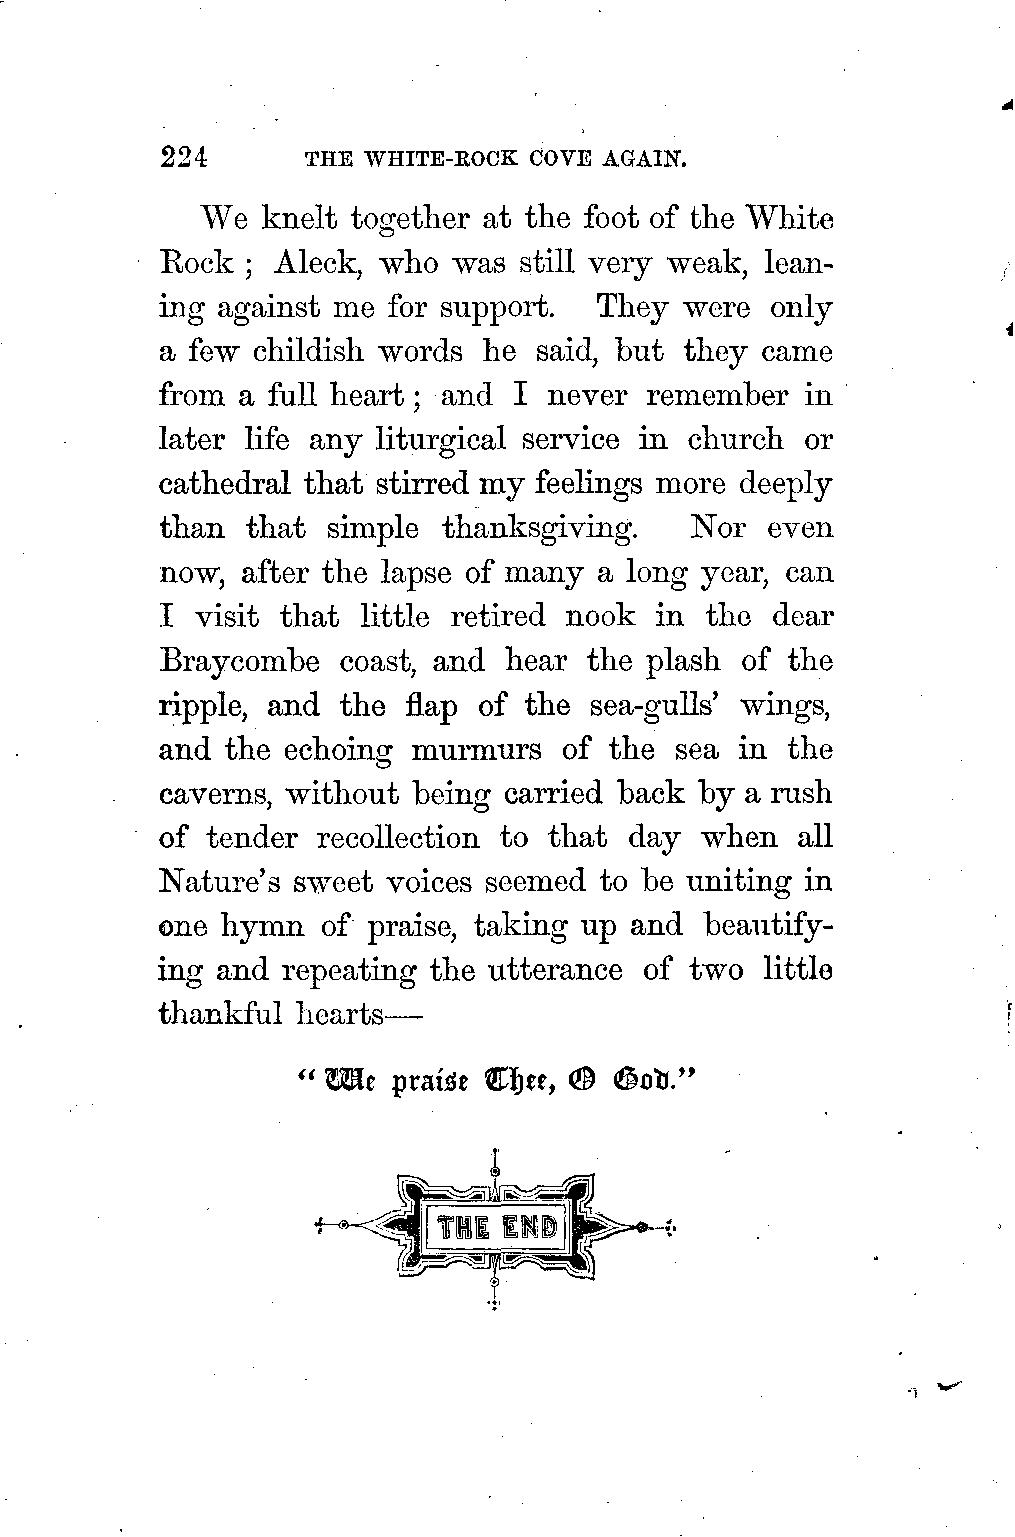 224 THE WHITE-ROCK COVE AGAIN.
We knelt together at the foot of the White
Rock ; Aleck, who was still very weak, lean-
ing against me for support. They were only
a few childish words he said, but they came
from a full heart ; and I never remember in
later life any liturgical service in church or
cathedral that stirred my feelings more deeply
than that simple thanksgiving. Nor even
now, after the lapse of many a long year, can
I visit that little retired nook in the dear
Braycombe coast, and hear the plash of the
ripple, and the flap of the sea-gulls' wings,
and the echoing murmurs of the sea in the
caverns, without being carried back by a rush
of tender recollection to that day when all
Nature's sweet voices seemed to be uniting in
one hymn of praise, taking up and beautify-
ing and repeating the utterance of two little
thankful hearts—
"We praise Thee, O God."
THE END